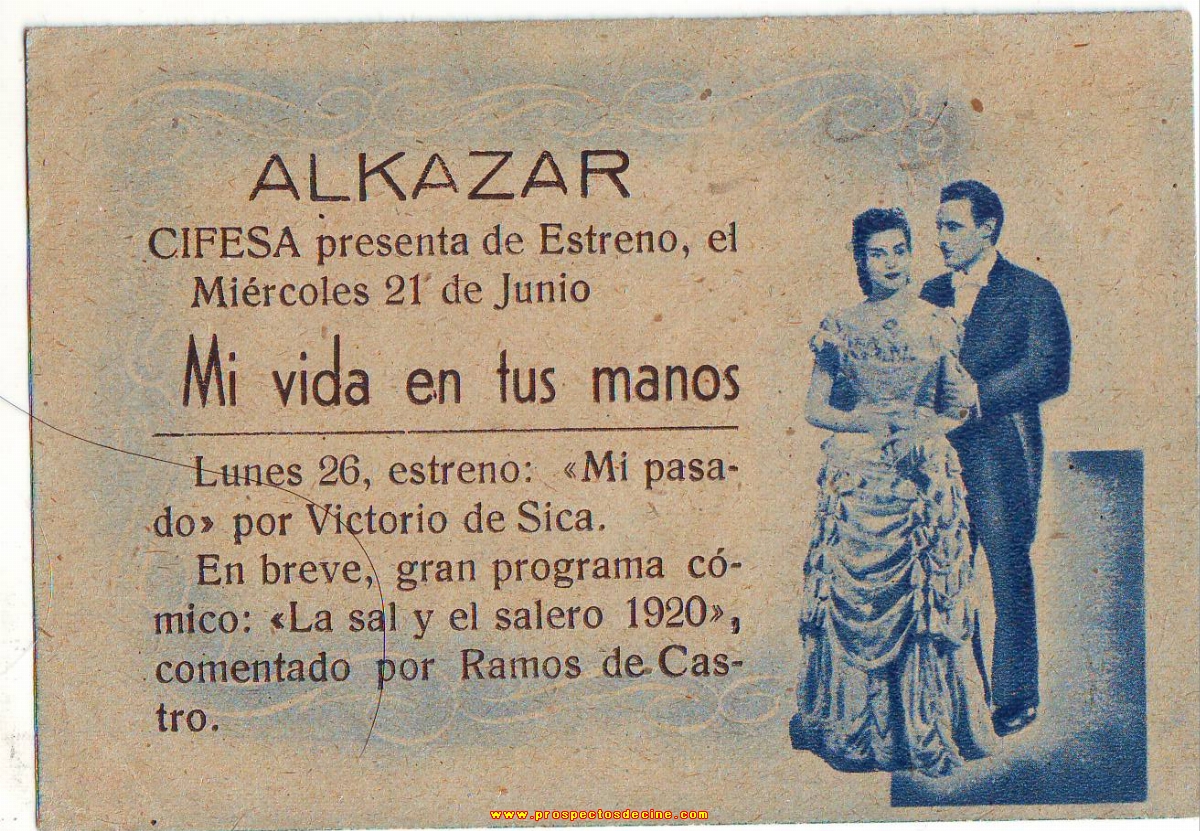 ALKAZAR
CIFESA presenta de Estreno, el
Miércoles 21 de Junio
Mi vida en tus manos
Lunes 26, estreno: «Mi pasa-
do» por Victorio de Sica.
En breve, gran programa có-
mico: «La sal y el salero 1920»,
comentado por Ramos de Cas-
tro.
www.prospectosdecine.com